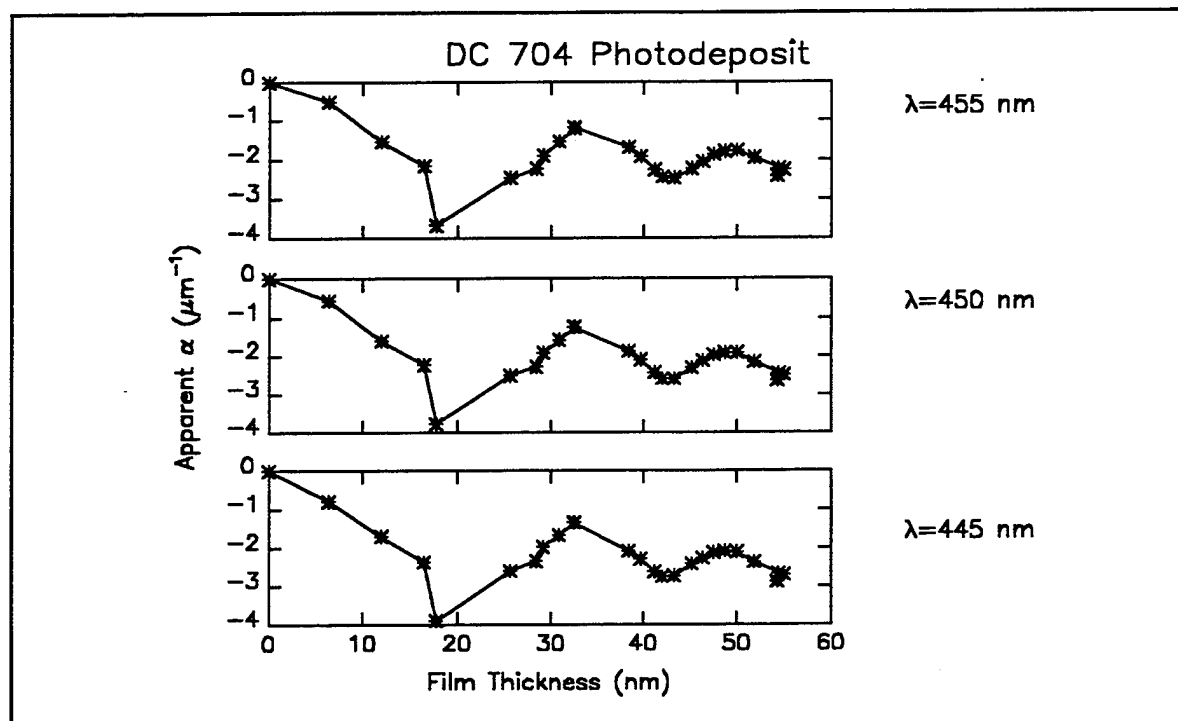 DC 704 Photodeposit
0
−1
−2
−3
−4
λ=455 nm
0
−1
−2
−3
−4
λ=450 nm
Apparent α (μm⁻¹)
0
−1
−2
−3
−4
λ=445 nm
0 10 20 30 40 50 60
Film Thickness (nm)